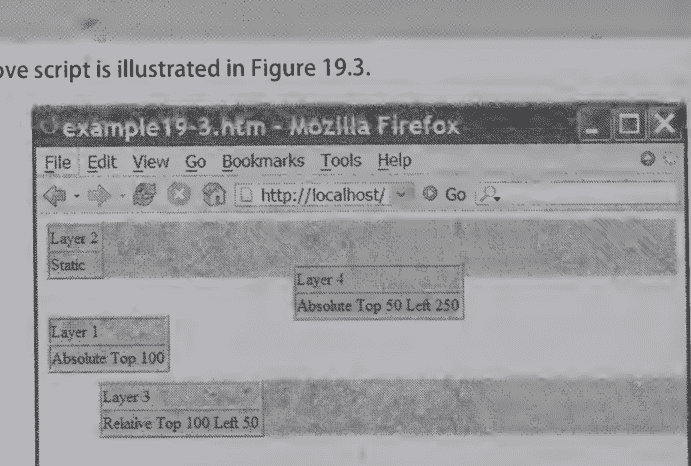 ove script is illustrated in Figure 19.3.
example19-3.htm - Mozilla Firefox
File Edit View Go Bookmarks Tools Help
http://localhost/ Go
Layer 2
Static
Layer 4
Absolute Top 50 Left 250
Layer 1
Absolute Top 100
Layer 3
Relative Top 100 Left 50